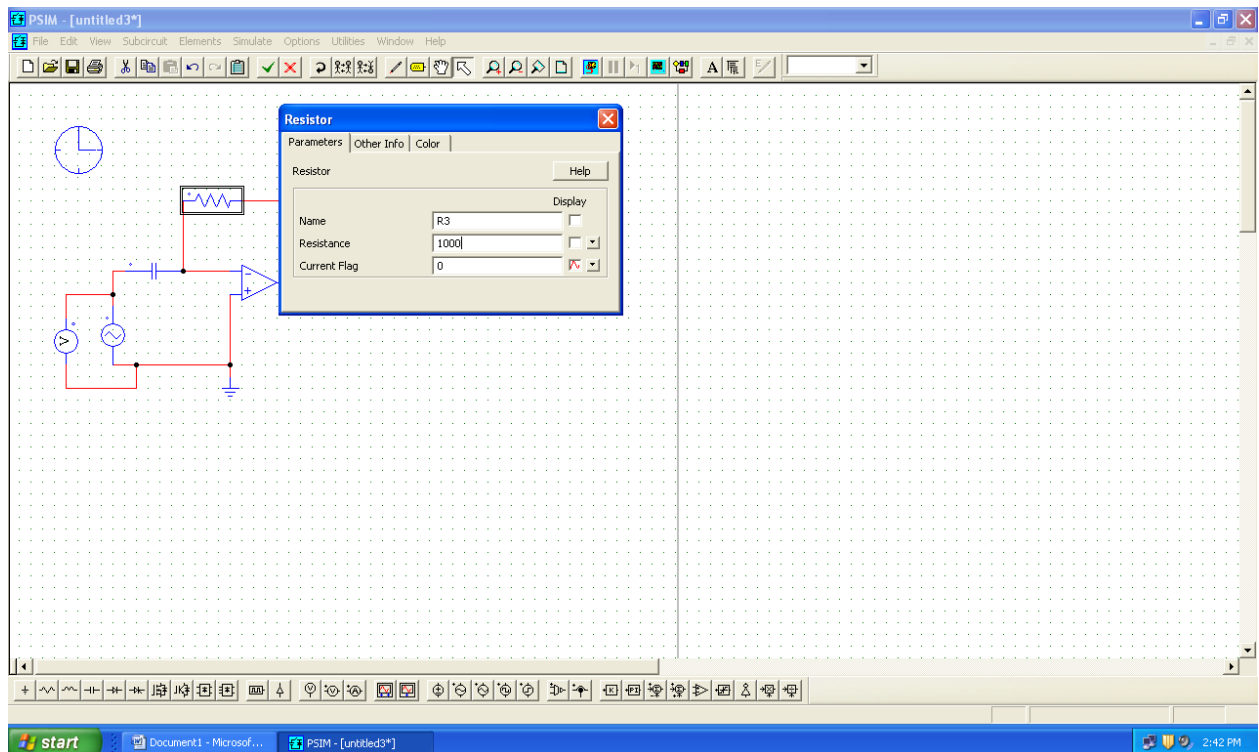 PSIM - [untitled3*]
File Edit View Subcircuit Elements Simulate Options Utilities Window Help
Resistor
Parameters Other Info Color
Resistor Help
Display
Name R3
Resistance 1000
Current Flag 0
start Document1 - Microsof... PSIM - [untitled3*] 2:42 PM